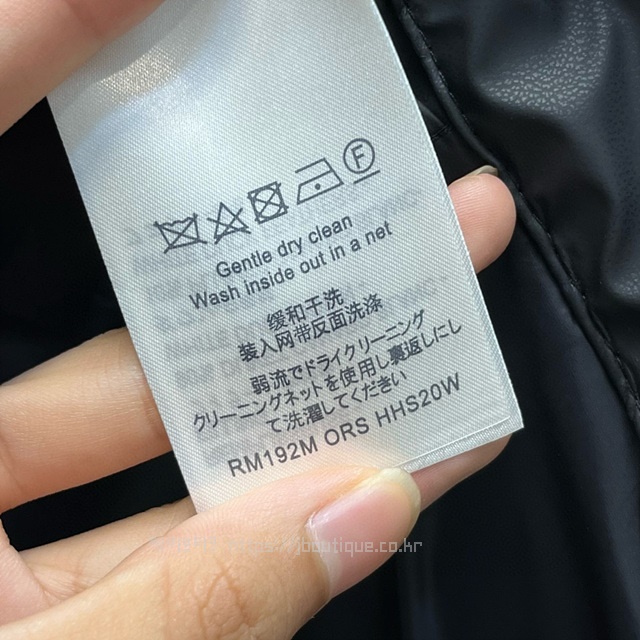 F
Gentle dry clean
Wash inside out in a net
缓和干洗
装入网带反面洗涤
弱流でドライクリーニング
クリーニングネットを使用し裏返しにし
て洗濯してください
RM192M ORS HHS20W
boutique.co.kr